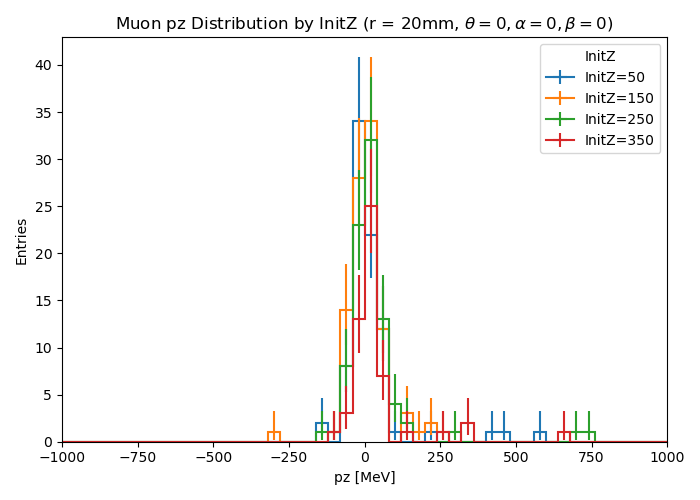 Muon pz Distribution by InitZ (r = 20mm, θ = 0, α = 0, β = 0)
InitZ
InitZ=50
InitZ=150
InitZ=250
InitZ=350
Entries
40
35
30
25
20
15
10
5
0
−1000 −750 −500 −250 0 250 500 750 1000
pz [MeV]